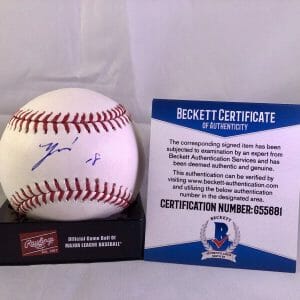 18
Rawlings
Official Game Ball Of
MAJOR LEAGUE BASEBALL
BECKETT CERTIFICATE
OF AUTHENTICITY
The corresponding signed item has been
subjected to examination by an expert from
Beckett Authentication Services and has
been deemed authentic and genuine.
This authentication can be verified by
visiting www.beckett-authentication.com
and utilizing the below authentication
number in the designated area.
CERTIFICATION NUMBER: G55681
BECKETT
B